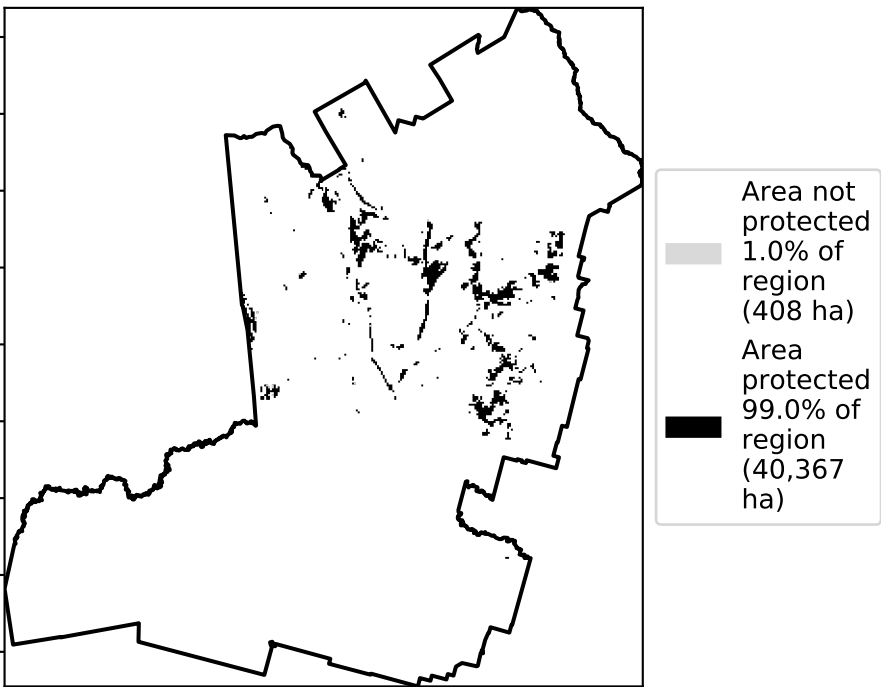 Area not
protected
1.0% of
region
(408 ha)
Area
protected
99.0% of
region
(40,367
ha)